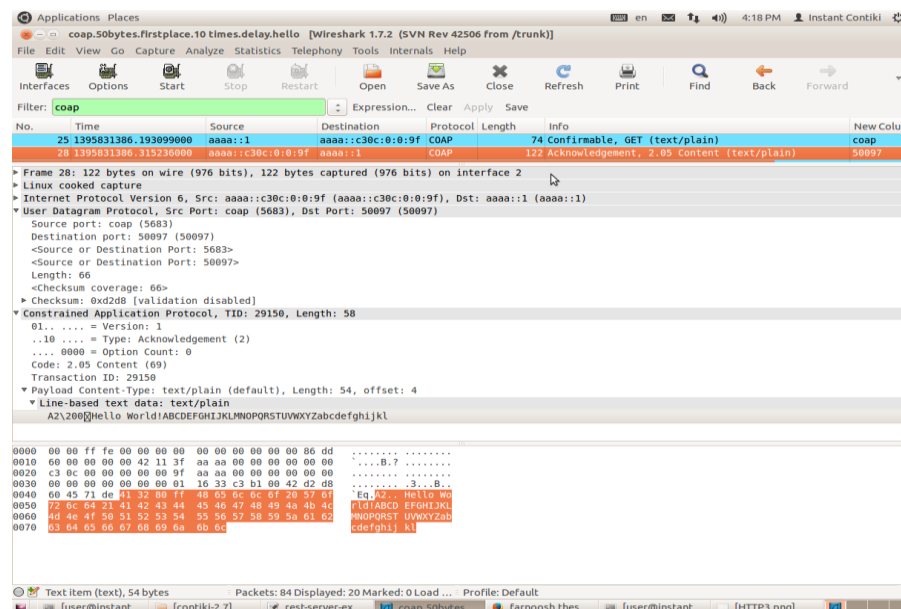 Applications Places en 4:18 PM Instant Contiki
coap.50bytes.firstplace.10 times.delay.hello [Wireshark 1.7.2 (SVN Rev 42506 from /trunk)]
File Edit View Go Capture Analyze Statistics Telephony Tools Internals Help
Interfaces Options Start Stop Restart Open Save As Close Refresh Print Find Back Forward
Filter: coap Expression... Clear Apply Save
No. Time Source Destination Protocol Length Info New Colu
25 1395831386.193099000 aaaa::1 aaaa::c30c:0:0:9f COAP 74 Confirmable, GET (text/plain) coap
28 1395831386.315236000 aaaa::c30c:0:0:9f aaaa::1 COAP 122 Acknowledgement, 2.05 Content (text/plain) 50097
Frame 28: 122 bytes on wire (976 bits), 122 bytes captured (976 bits) on interface 2
Linux cooked capture
Internet Protocol Version 6, Src: aaaa::c30c:0:0:9f (aaaa::c30c:0:0:9f), Dst: aaaa::1 (aaaa::1)
User Datagram Protocol, Src Port: coap (5683), Dst Port: 50097 (50097)
Source port: coap (5683)
Destination port: 50097 (50097)
<Source or Destination Port: 5683>
<Source or Destination Port: 50097>
Length: 66
<Checksum coverage: 66>
Checksum: 0xd2d8 [validation disabled]
Constrained Application Protocol, TID: 29150, Length: 58
01.. .... = Version: 1
..10 .... = Type: Acknowledgement (2)
.... 0000 = Option Count: 0
Code: 2.05 Content (69)
Transaction ID: 29150
Payload Content-Type: text/plain (default), Length: 54, offset: 4
Line-based text data: text/plain
A2\200Hello World!ABCDEFGHIJKLMNOPQRSTUVWXYZabcdefghijkl
0000 00 00 ff fe 00 00 00 00 00 00 00 00 00 00 86 dd ........ ........
0010 60 00 00 00 00 42 11 3f aa aa 00 00 00 00 00 00 `....B.? ........
0020 c3 0c 00 00 00 00 00 9f aa aa 00 00 00 00 00 00 ........ ........
0030 00 00 00 00 00 00 00 01 16 33 c3 b1 00 42 d2 d8 ........ .3...B..
0040 60 45 71 de 41 32 80 ff 48 65 6c 6c 6f 20 57 6f `Eq.A2.. Hello Wo
0050 72 6c 64 21 41 42 43 44 45 46 47 48 49 4a 4b 4c rld!ABCD EFGHIJKL
0060 4d 4e 4f 50 51 52 53 54 55 56 57 58 59 5a 61 62 MNOPQRST UVWXYZab
0070 63 64 65 66 67 68 69 6a 6b 6c cdefghij kl
Text item (text), 54 bytes Packets: 84 Displayed: 20 Marked: 0 Load ... Profile: Default
[user@instant [contiki-2.7] rest-server-ex coap.50bytes farnoosh thes [user@instant [HTTP3.png]